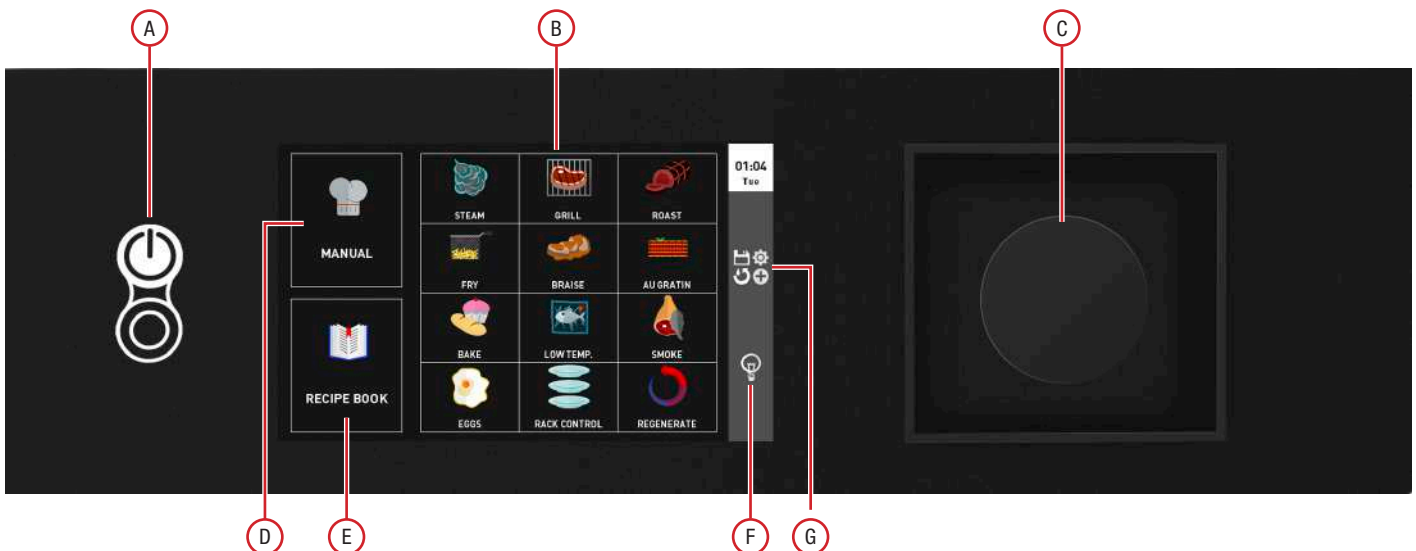 A
B
C
MANUAL
RECIPE BOOK
STEAM
GRILL
ROAST
FRY
BRAISE
AU GRATIN
BAKE
LOW TEMP.
SMOKE
EGGS
RACK CONTROL
REGENERATE
01:04
Tue
D
E
F
G